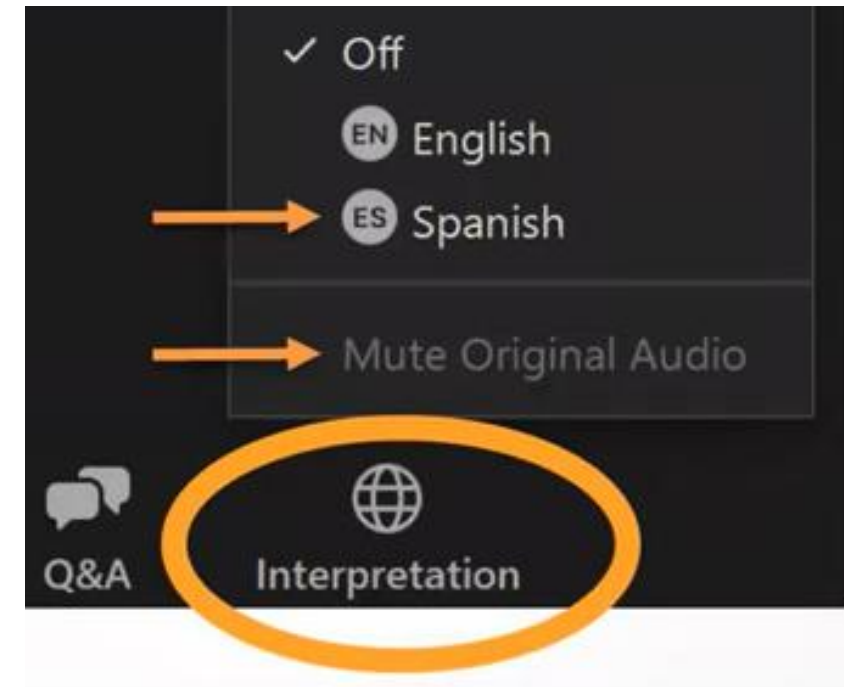 Off
EN English
ES Spanish
Mute Original Audio
Q&A
Interpretation